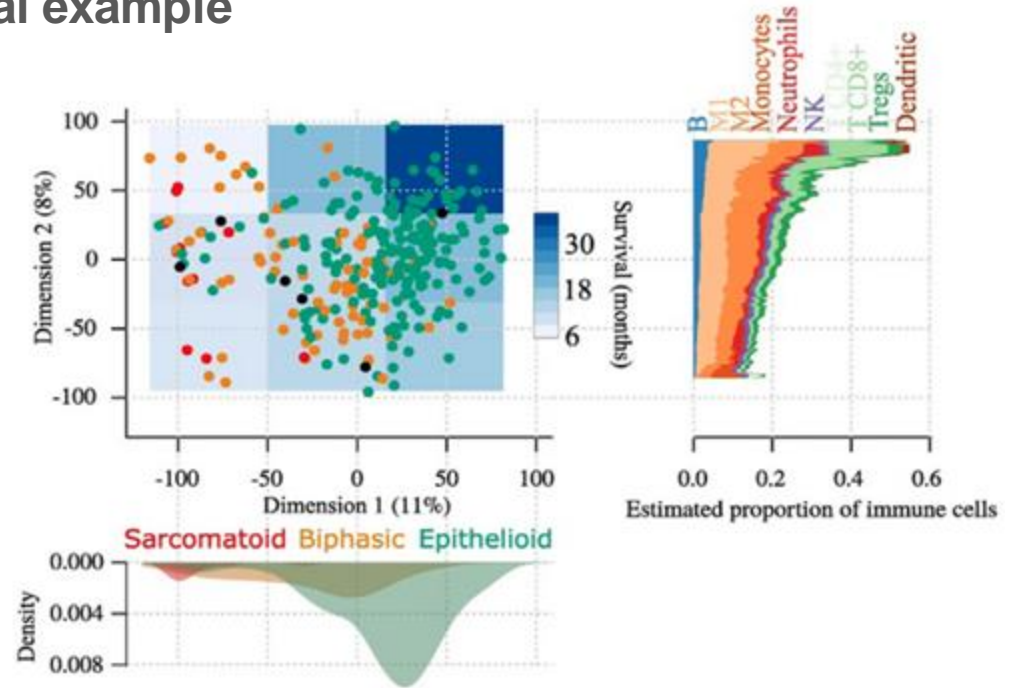 al example
Dimension 2 (8%)
100
50
0
-50
-100
-100 -50 0 50 100
Dimension 1 (11%)
30
18
6
Survival (months)
B
M1
M2
Monocytes
Neutrophils
NK
T CD4+
T CD8+
Tregs
Dendritic
0.0 0.2 0.4 0.6
Estimated proportion of immune cells
Sarcomatoid Biphasic Epithelioid
Density
0.000
0.004
0.008